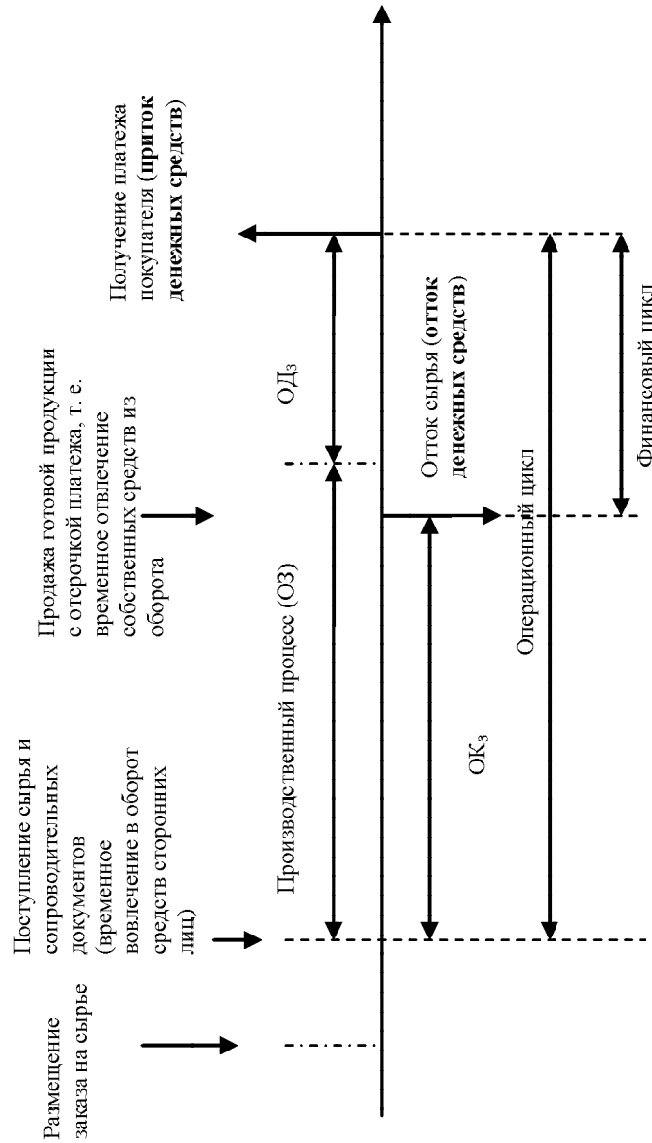 Размещение
заказа на сырье
Поступление сырья и
сопроводительных
документов
(временное
вовлечение в оборот
средств сторонних
лиц)
Продажа готовой продукции
с отсрочкой платежа, т. е.
временное отвлечение
собственных средств из
оборота
Получение платежа
покупателя (приток
денежных средств)
Производственный процесс (ОЗ)
ОДз
Отток сырья (отток
денежных средств)
ОКз
Операционный цикл
Финансовый цикл